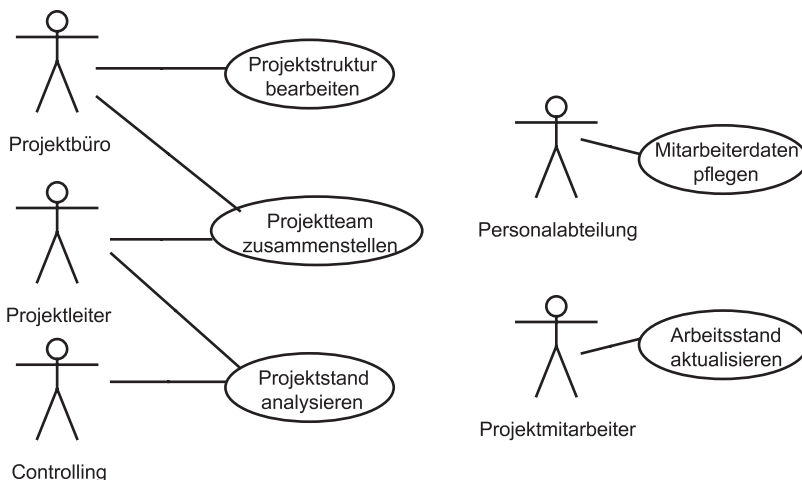 Projektstruktur
bearbeiten
Projektbüro
Projektteam
zusammenstellen
Projektleiter
Projektstand
analysieren
Controlling
Mitarbeiterdaten
pflegen
Personalabteilung
Arbeitsstand
aktualisieren
Projektmitarbeiter